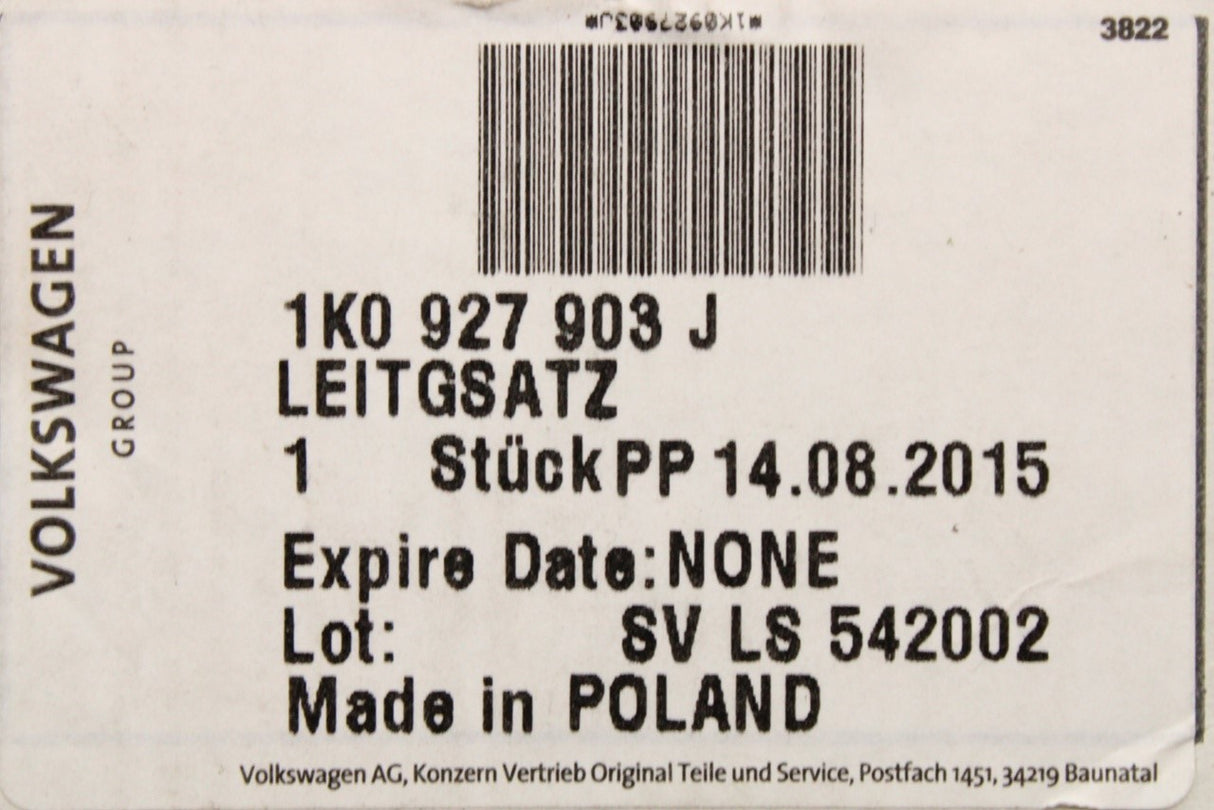 *1K0927903J*
3822
VOLKSWAGEN
GROUP
1K0 927 903 J
LEITGSATZ
1 Stück PP 14.08.2015
Expire Date: NONE
Lot: SV LS 542002
Made in POLAND
Volkswagen AG, Konzern Vertrieb Original Teile und Service, Postfach 1451, 34219 Baunatal